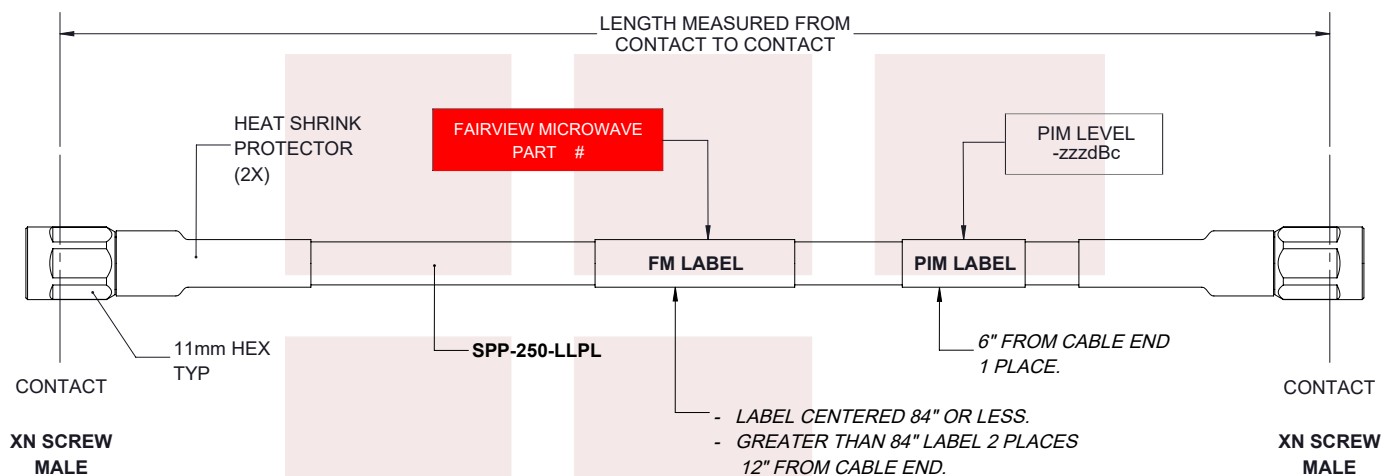 LENGTH MEASURED FROM
CONTACT TO CONTACT
HEAT SHRINK
PROTECTOR
(2X)
FAIRVIEW MICROWAVE
PART #
PIM LEVEL
-zzzdBc
FM LABEL
PIM LABEL
11mm HEX
TYP
SPP-250-LLPL
6" FROM CABLE END
1 PLACE.
CONTACT
CONTACT
- LABEL CENTERED 84" OR LESS.
- GREATER THAN 84" LABEL 2 PLACES
12" FROM CABLE END.
XN SCREW
MALE
XN SCREW
MALE